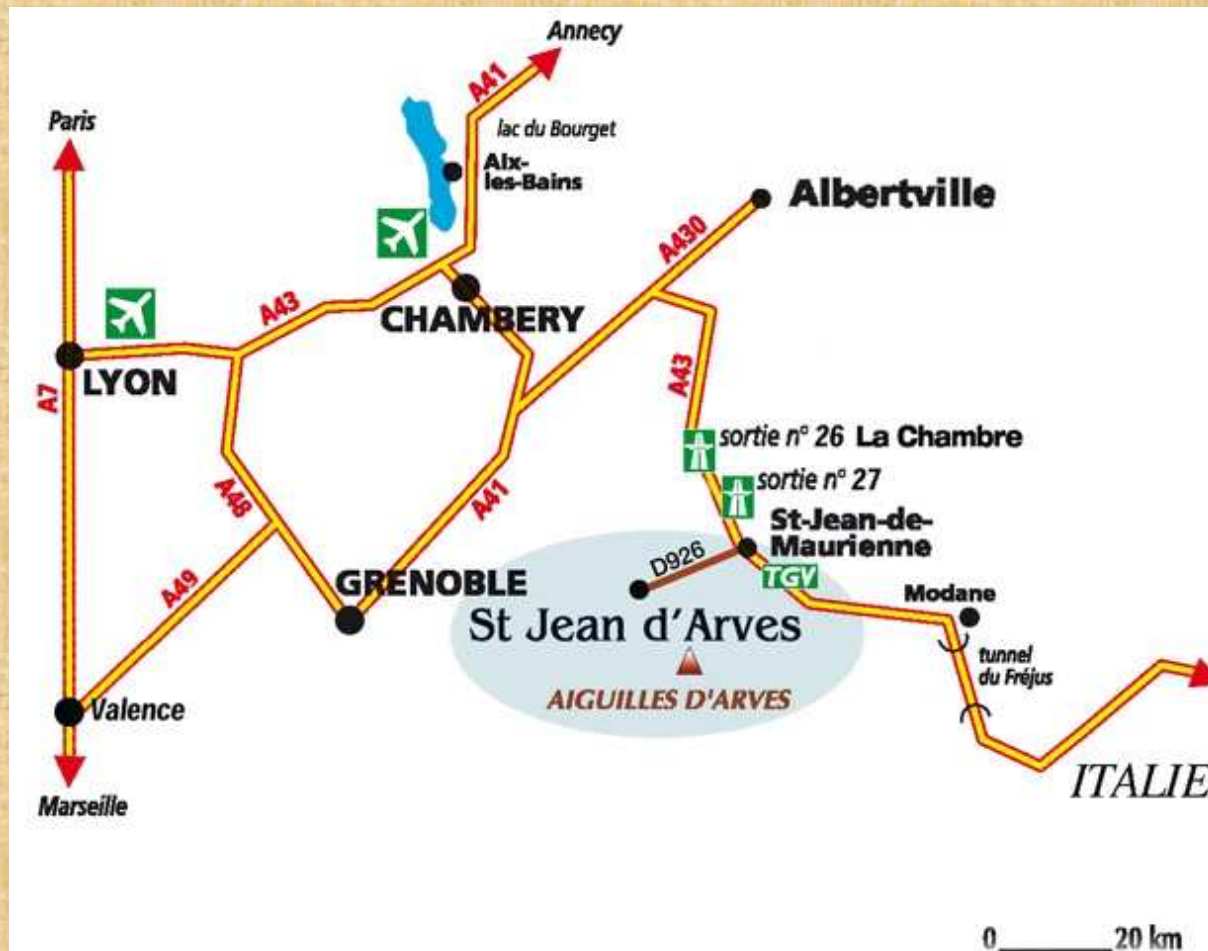 Annecy
A41
Paris
lac du Bourget
Aix-
les-Bains
Albertville
A430
A43
CHAMBERY
LYON
A7
A43
sortie n° 26 La Chambre
sortie n° 27
A48
A41
St-Jean-de-
Maurienne
D926
TGV
A49
GRENOBLE
Modane
St Jean d'Arves
tunnel
du Fréjus
AIGUILLES D'ARVES
Valence
ITALIE
Marseille
0 20 km